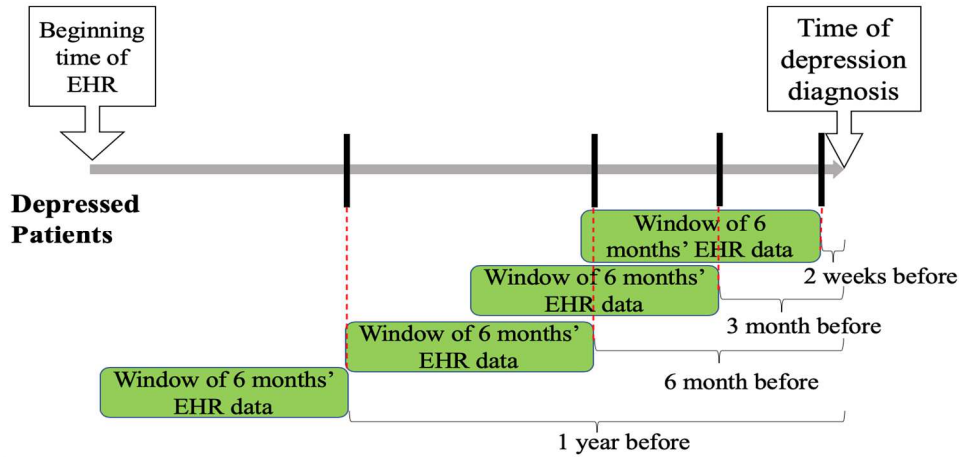 Beginning
time of
EHR
Time of
depression
diagnosis
Depressed
Patients
Window of 6
months’ EHR data
2 weeks before
Window of 6 months’
EHR data
3 month before
Window of 6 months’
EHR data
6 month before
Window of 6 months’
EHR data
1 year before